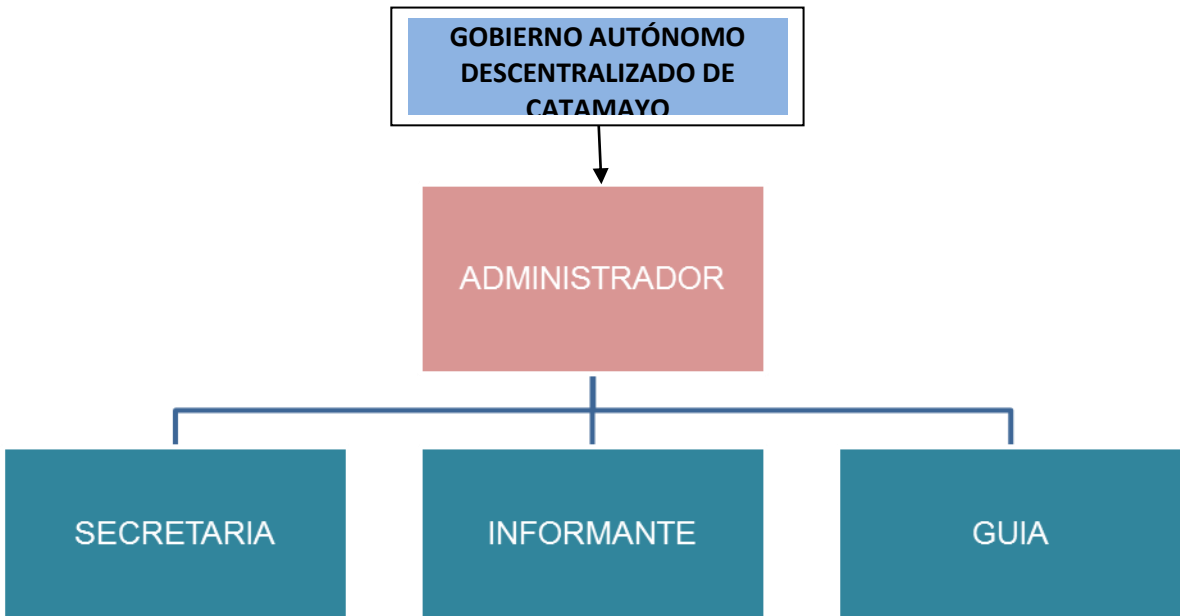 GOBIERNO AUTÓNOMO
DESCENTRALIZADO DE
CATAMAYO
ADMINISTRADOR
SECRETARIA
INFORMANTE
GUIA